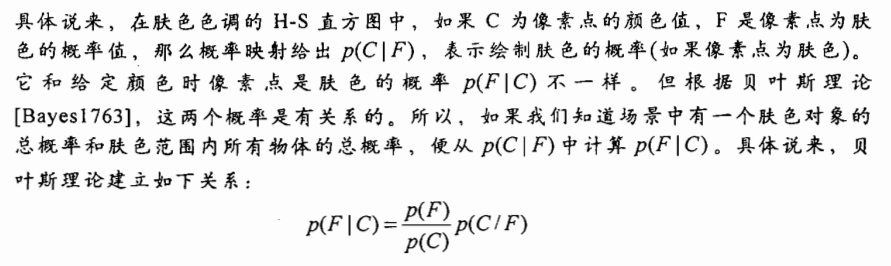 具体说来，在肤色色调的 H-S 直方图中，如果 C 为像素点的颜色值，F 是像素点为肤
色的概率值，那么概率映射给出 p(C|F)，表示绘制肤色的概率(如果像素点为肤色)。
它和给定颜色时像素点是肤色的概率 p(F|C) 不一样。但根据贝叶斯理论
[Bayes1763]，这两个概率是有关系的。所以，如果我们知道场景中有一个肤色对象的
总概率和肤色范围内所有物体的总概率，便从 p(C|F) 中计算 p(F|C)。具体说来，贝
叶斯理论建立如下关系：
p(F|C) = p(F)/p(C) p(C/F)